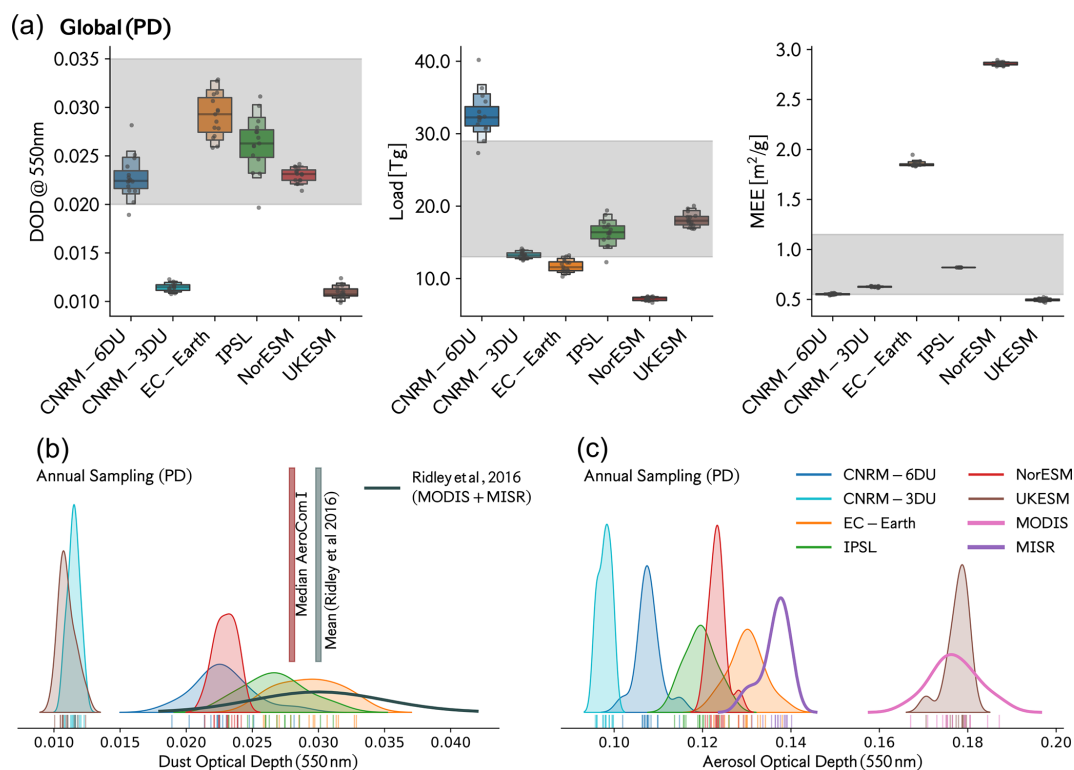 (a) Global (PD)
0.035
0.030
0.025
0.020
0.015
0.010
DOD @ 550nm
CNRM – 6DU
CNRM – 3DU
EC – Earth
IPSL
NorESM
UKESM
40.0
30.0
20.0
10.0
Load [Tg]
CNRM – 6DU
CNRM – 3DU
EC – Earth
IPSL
NorESM
UKESM
3.0
2.5
2.0
1.5
1.0
0.5
MEE [m²/g]
CNRM – 6DU
CNRM – 3DU
EC – Earth
IPSL
NorESM
UKESM
(b)
Annual Sampling (PD)
Median AeroCom I
Mean (Ridley et al 2016)
Ridley et al, 2016
(MODIS + MISR)
0.010 0.015 0.020 0.025 0.030 0.035 0.040
Dust Optical Depth (550 nm)
(c)
Annual Sampling (PD)
CNRM – 6DU
CNRM – 3DU
EC – Earth
IPSL
NorESM
UKESM
MODIS
MISR
0.10 0.12 0.14 0.16 0.18 0.20
Aerosol Optical Depth (550 nm)